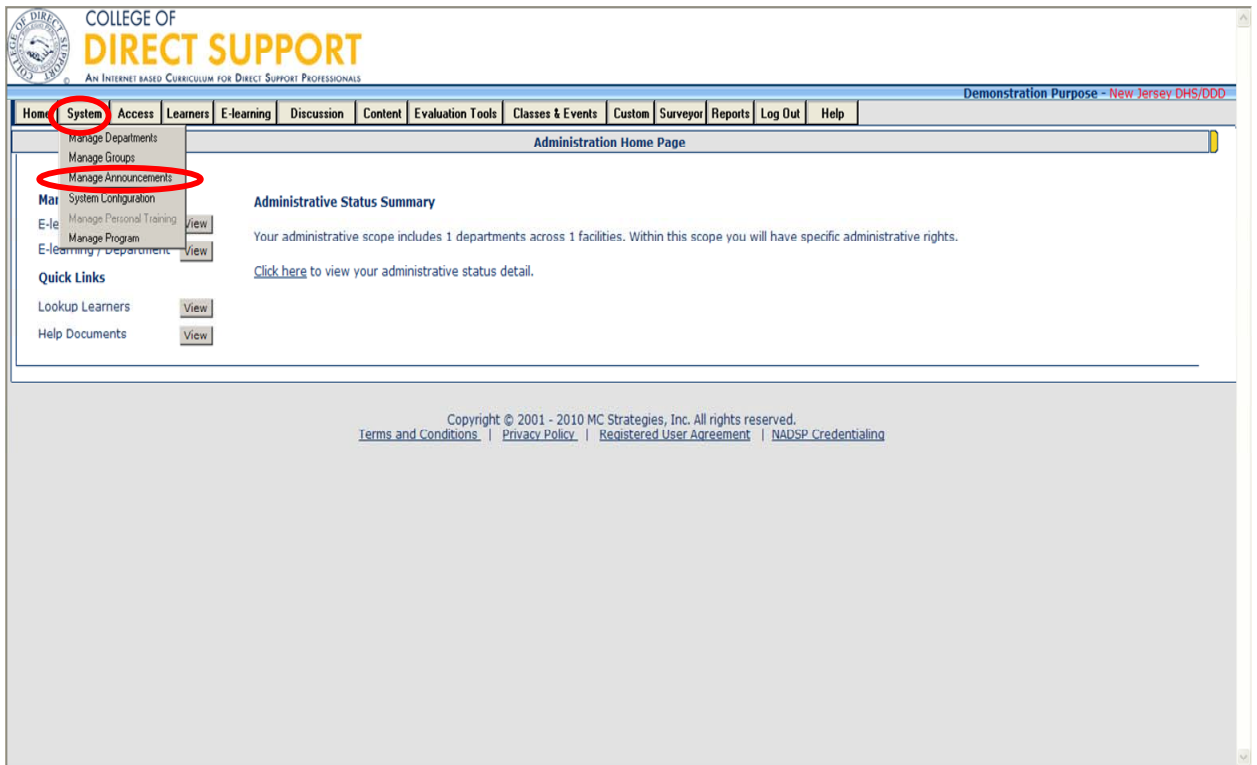 COLLEGE OF
DIRECT SUPPORT
AN INTERNET BASED CURRICULUM FOR DIRECT SUPPORT PROFESSIONALS
Demonstration Purpose - New Jersey DHS/DDD
Home System Access Learners E-learning Discussion Content Evaluation Tools Classes & Events Custom Surveyor Reports Log Out Help
Administration Home Page
Manage Departments
Manage Groups
Manage Announcements
System Configuration
Manage Personal Training
Manage Program
Mar
E-le View
E-learning / Department View
Quick Links
Lookup Learners View
Help Documents View
Administrative Status Summary
Your administrative scope includes 1 departments across 1 facilities. Within this scope you will have specific administrative rights.
Click here to view your administrative status detail.
Copyright © 2001 - 2010 MC Strategies, Inc. All rights reserved.
Terms and Conditions | Privacy Policy | Registered User Agreement | NADSP Credentialing